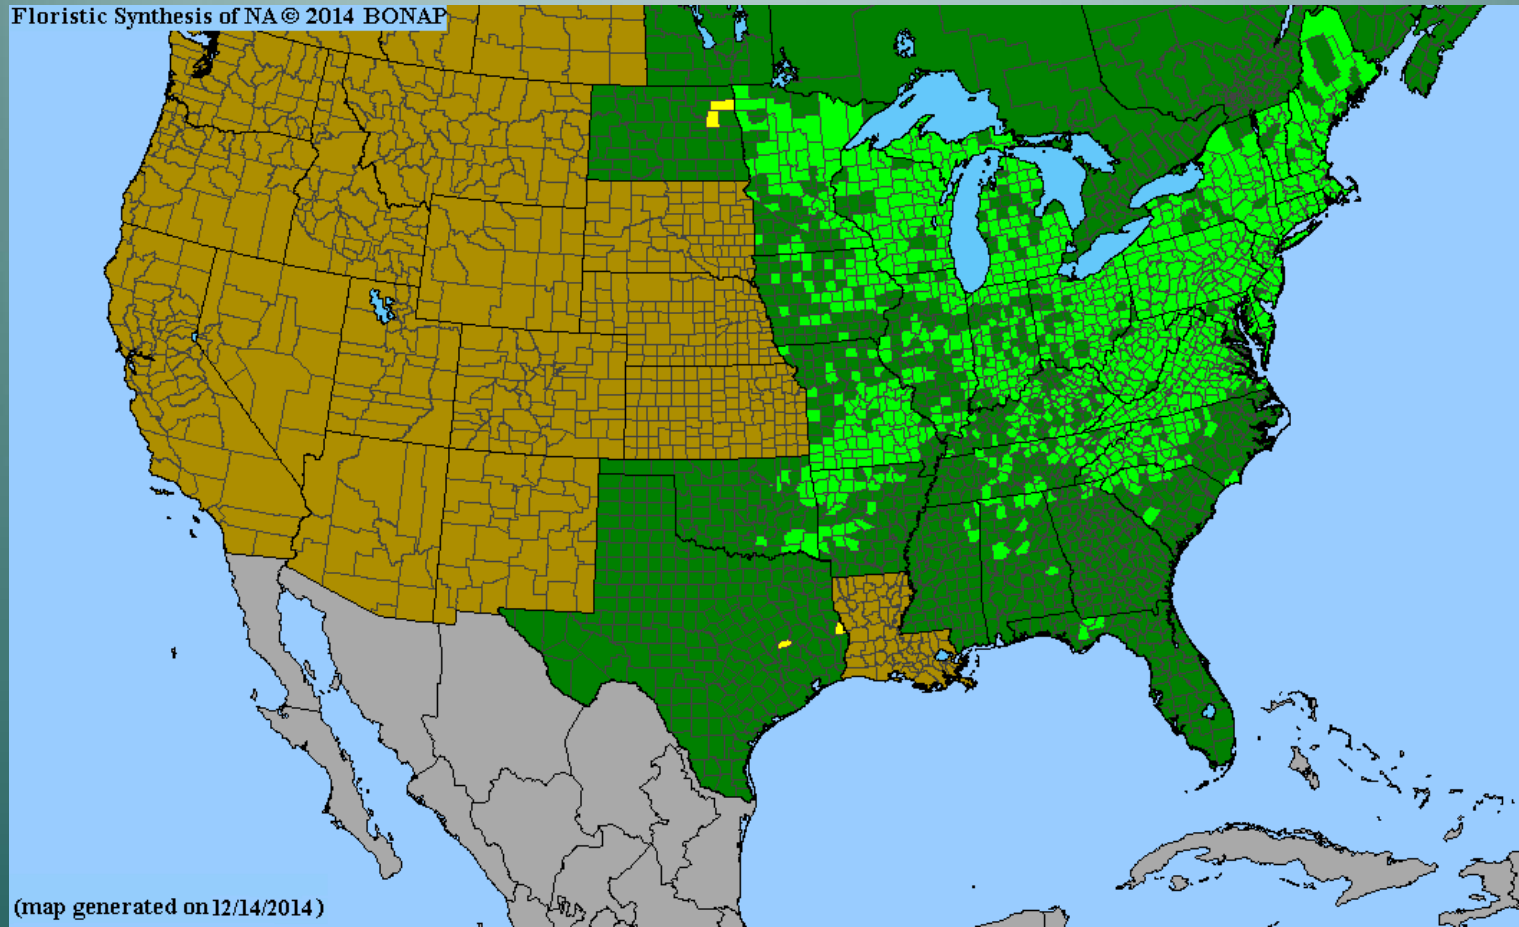 Floristic Synthesis of NA © 2014 BONAP
(map generated on 12/14/2014)